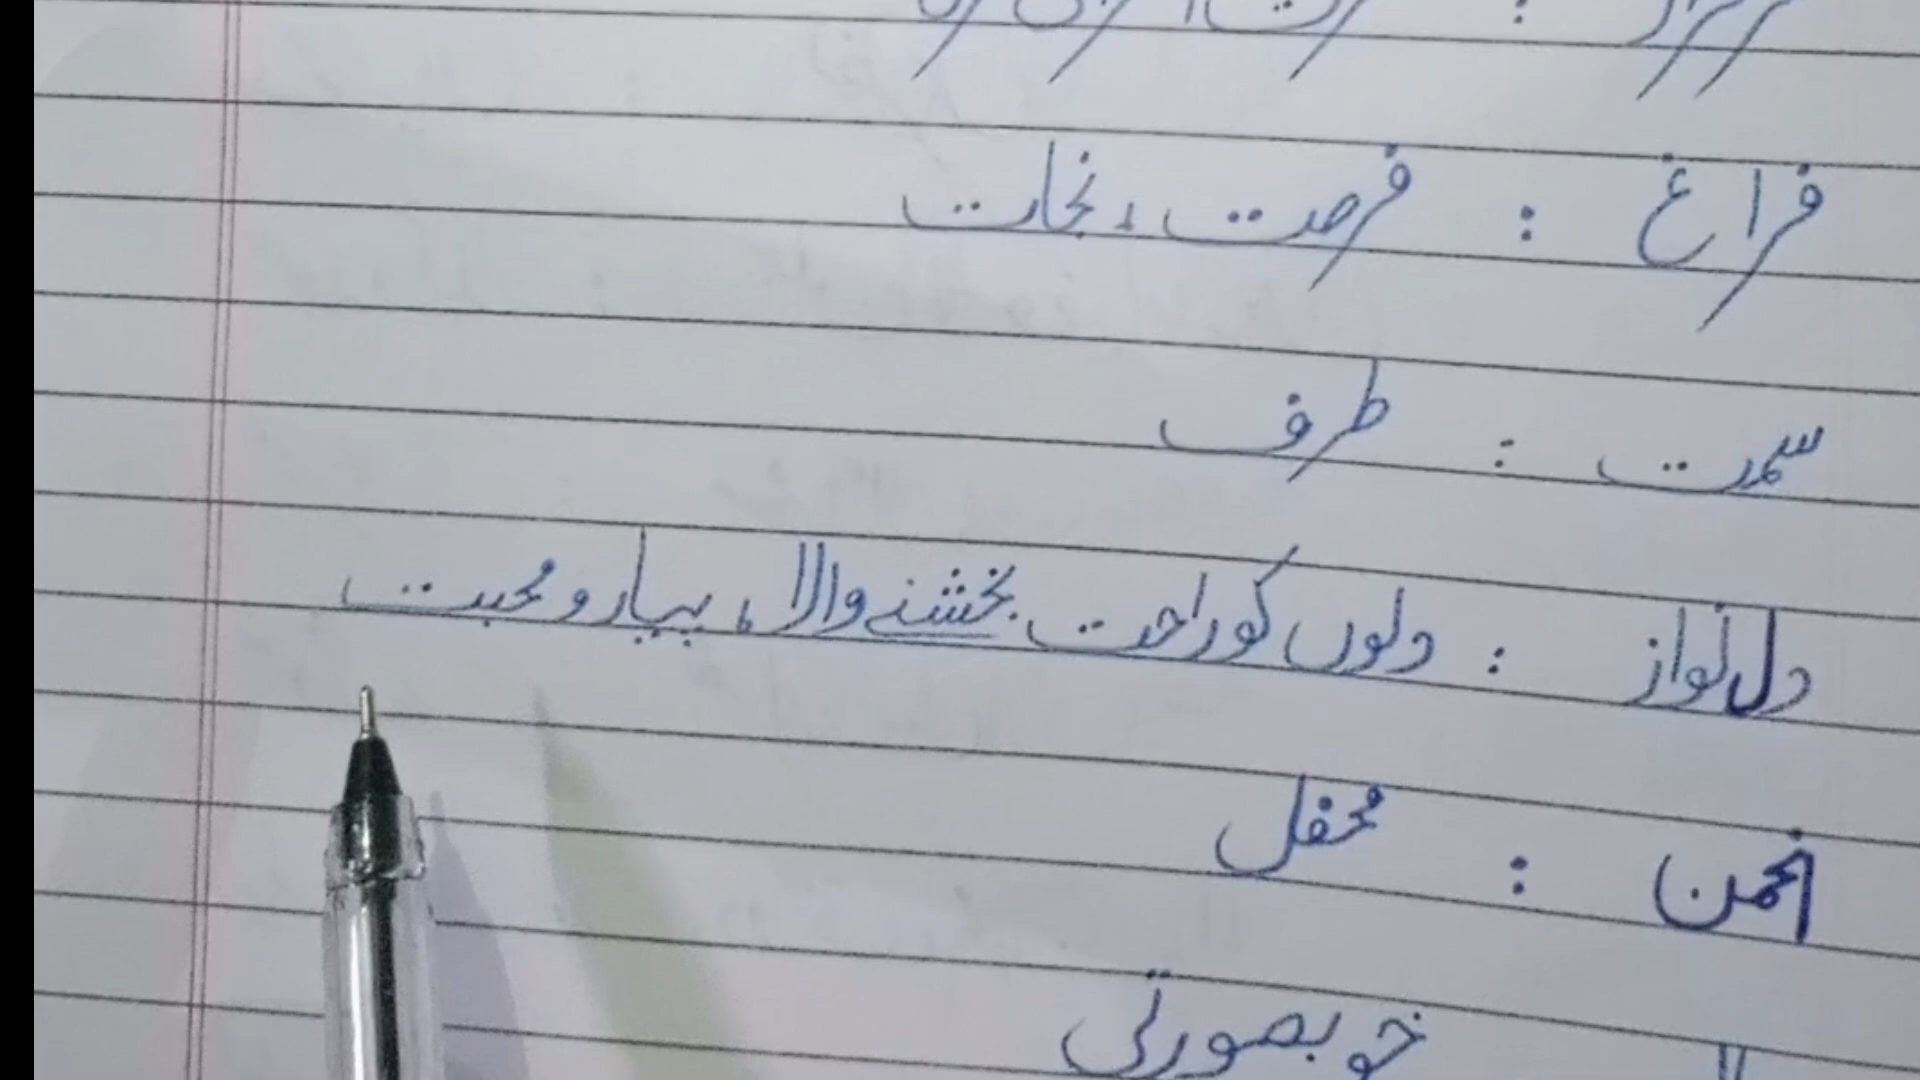 فراغ : فرصت، نجات
سمت : طرف
دل نواز : دلوں کو راحت بخشنے والا، پیار و محبت
انجمن : محفل
خوبصورتی